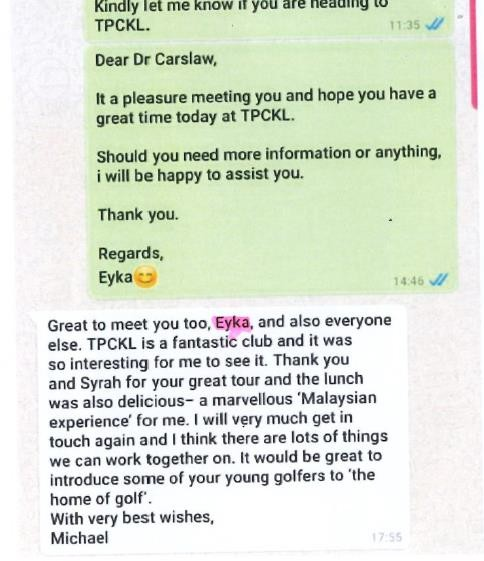 Kindly let me know if you are heading to
TPCKL.
11:35
Dear Dr Carslaw,
It a pleasure meeting you and hope you have a
great time today at TPCKL.
Should you need more information or anything,
i will be happy to assist you.
Thank you.
Regards,
Eyka😊
14:46
Great to meet you too, Eyka, and also everyone
else. TPCKL is a fantastic club and it was
so interesting for me to see it. Thank you
and Syrah for your great tour and the lunch
was also delicious- a marvellous 'Malaysian
experience' for me. I will very much get in
touch again and I think there are lots of things
we can work together on. It would be great to
introduce some of your young golfers to 'the
home of golf'.
With very best wishes,
Michael
17:55